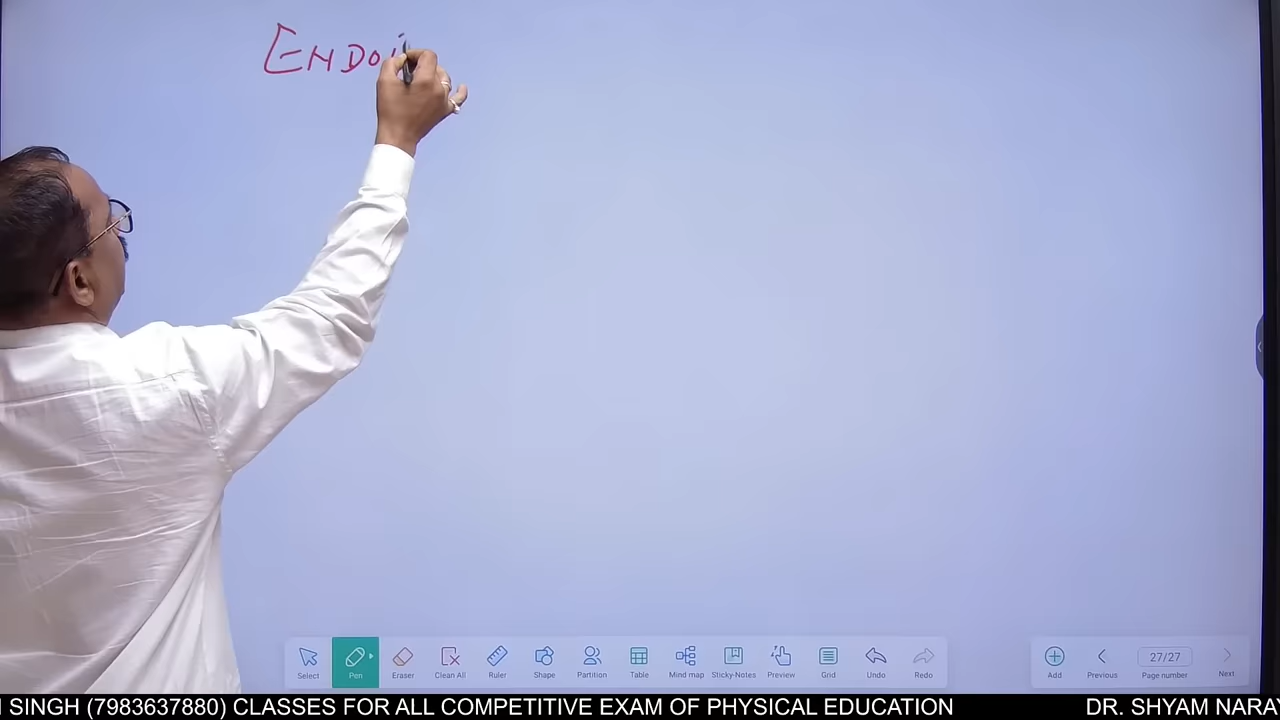 ENDO
Select
Pen
Eraser
Clean All
Ruler
Shape
Partition
Table
Mind map
Sticky-Notes
Preview
Grid
Undo
Redo
Add
Previous
27/27
Page number
Next
I SINGH (7983637880) CLASSES FOR ALL COMPETITIVE EXAM OF PHYSICAL EDUCATION DR. SHYAM NARA